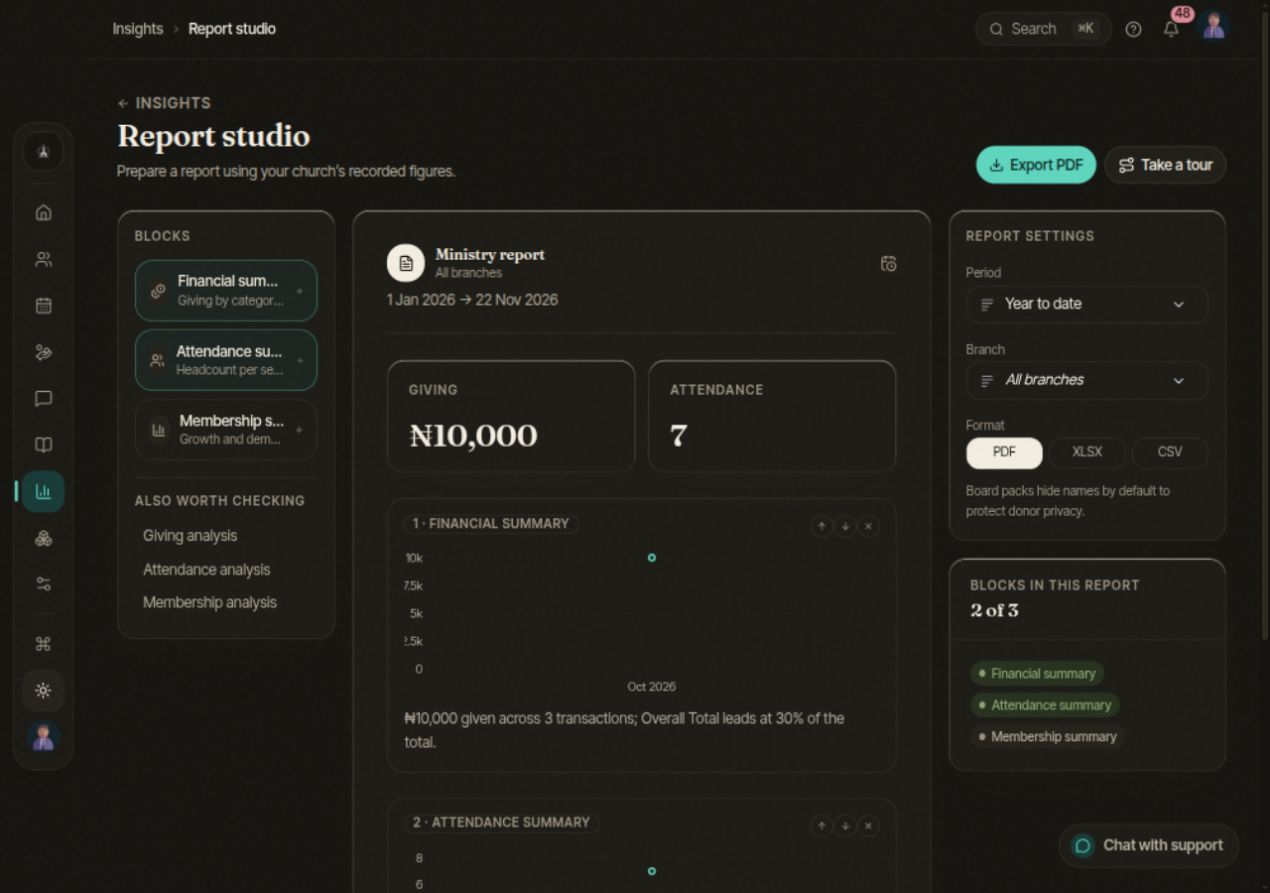 Insights › Report studio
Search ⌘K
48
← INSIGHTS
Report studio
Prepare a report using your church's recorded figures.
Export PDF
Take a tour
BLOCKS
Financial sum...
Giving by categor...
Attendance su...
Headcount per se...
Membership s...
Growth and dem...
ALSO WORTH CHECKING
Giving analysis
Attendance analysis
Membership analysis
Ministry report
All branches
1 Jan 2026 → 22 Nov 2026
GIVING
₦10,000
ATTENDANCE
7
1 · FINANCIAL SUMMARY
10k
7.5k
5k
2.5k
0
Oct 2026
₦10,000 given across 3 transactions; Overall Total leads at 30% of the
total.
2 · ATTENDANCE SUMMARY
8
6
REPORT SETTINGS
Period
Year to date
Branch
All branches
Format
PDF XLSX CSV
Board packs hide names by default to
protect donor privacy.
BLOCKS IN THIS REPORT
2 of 3
Financial summary
Attendance summary
Membership summary
Chat with support